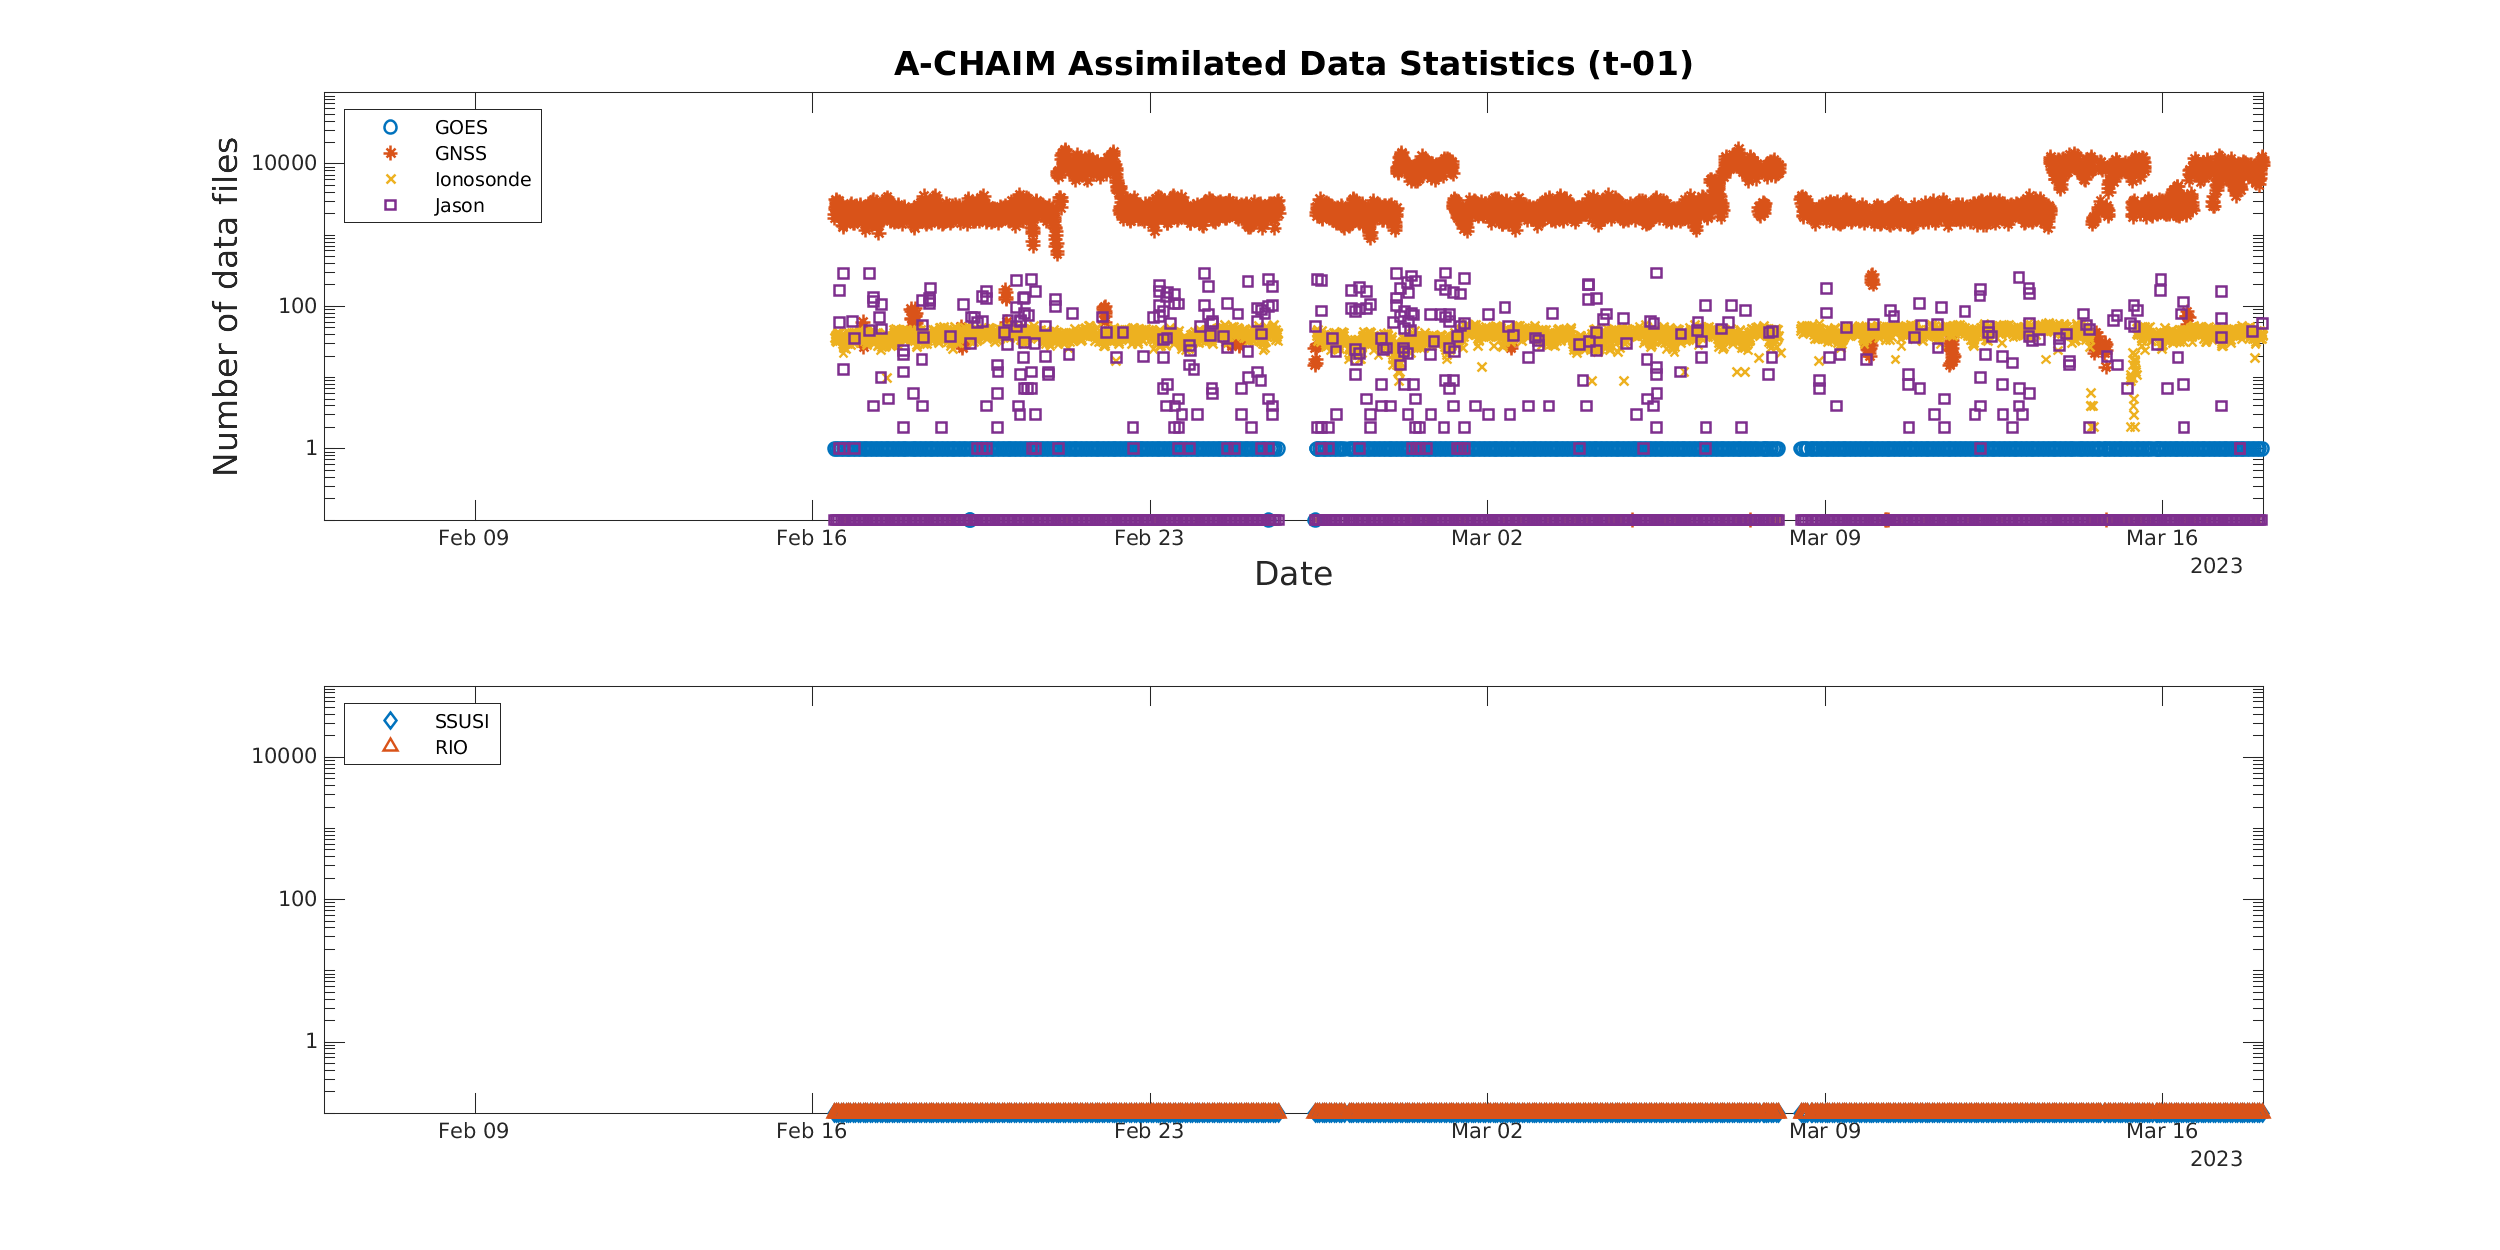 A-CHAIM Assimilated Data Statistics (t-01)
GOES
GNSS
Ionosonde
Jason
10000
100
1
Number of data files
Feb 09
Feb 16
Feb 23
Mar 02
Mar 09
Mar 16
2023
Date
SSUSI
RIO
10000
100
1
Feb 09
Feb 16
Feb 23
Mar 02
Mar 09
Mar 16
2023